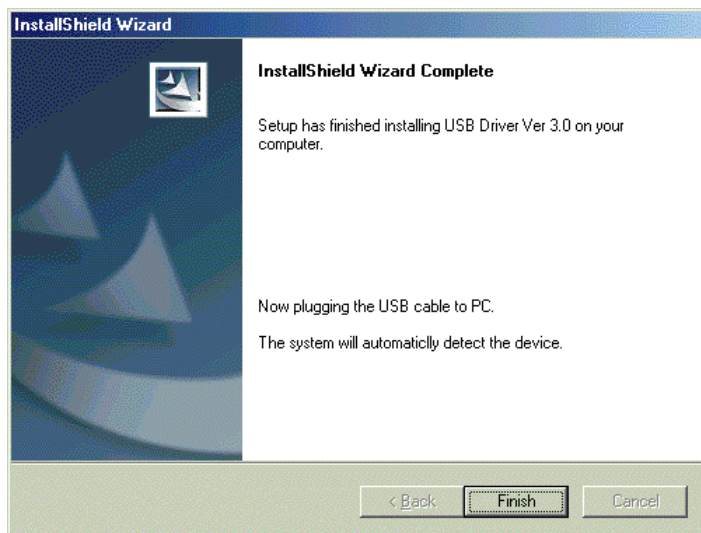 InstallShield Wizard
InstallShield Wizard Complete
Setup has finished installing USB Driver Ver 3.0 on your
computer.
Now plugging the USB cable to PC.
The system will automaticlly detect the device.
< Back
Finish
Cancel